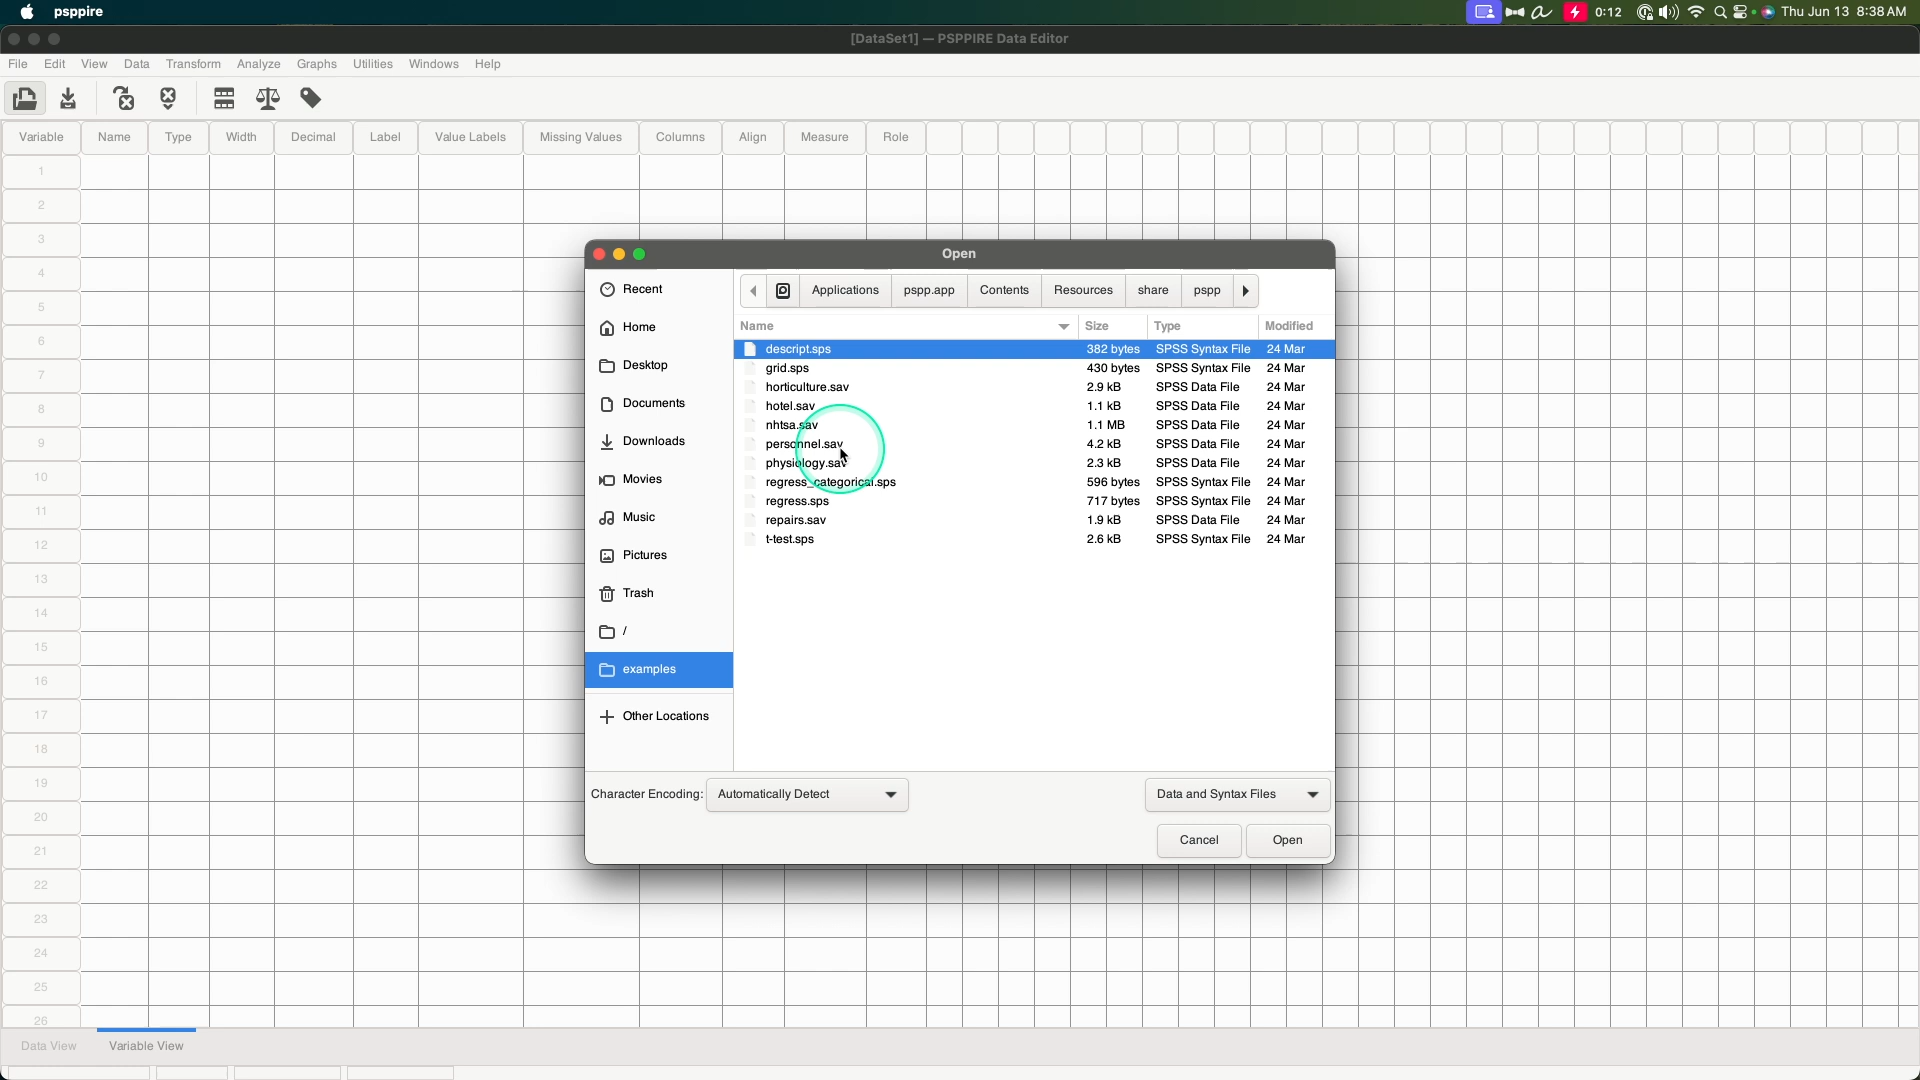 psppire
0:12
Thu Jun 13 8:38 AM
[DataSet1] — PSPPIRE Data Editor
File Edit View Data Transform Analyze Graphs Utilities Windows Help
Variable Name Type Width Decimal Label Value Labels Missing Values Columns Align Measure Role
1
2
3
4
5
6
7
8
9
10
11
12
13
14
15
16
17
18
19
20
21
22
23
24
25
26
Open
Recent
Home
Desktop
Documents
Downloads
Movies
Music
Pictures
Trash
/
examples
Other Locations
Applications pspp.app Contents Resources share pspp
Name Size Type Modified
descript.sps 382 bytes SPSS Syntax File 24 Mar
grid.sps 430 bytes SPSS Syntax File 24 Mar
horticulture.sav 2.9 kB SPSS Data File 24 Mar
hotel.sav 1.1 kB SPSS Data File 24 Mar
nhtsa.sav 1.1 MB SPSS Data File 24 Mar
personnel.sav 4.2 kB SPSS Data File 24 Mar
physiology.sav 2.3 kB SPSS Data File 24 Mar
regress_categorical.sps 596 bytes SPSS Syntax File 24 Mar
regress.sps 717 bytes SPSS Syntax File 24 Mar
repairs.sav 1.9 kB SPSS Data File 24 Mar
t-test.sps 2.6 kB SPSS Syntax File 24 Mar
Character Encoding: Automatically Detect
Data and Syntax Files
Cancel Open
Data View Variable View